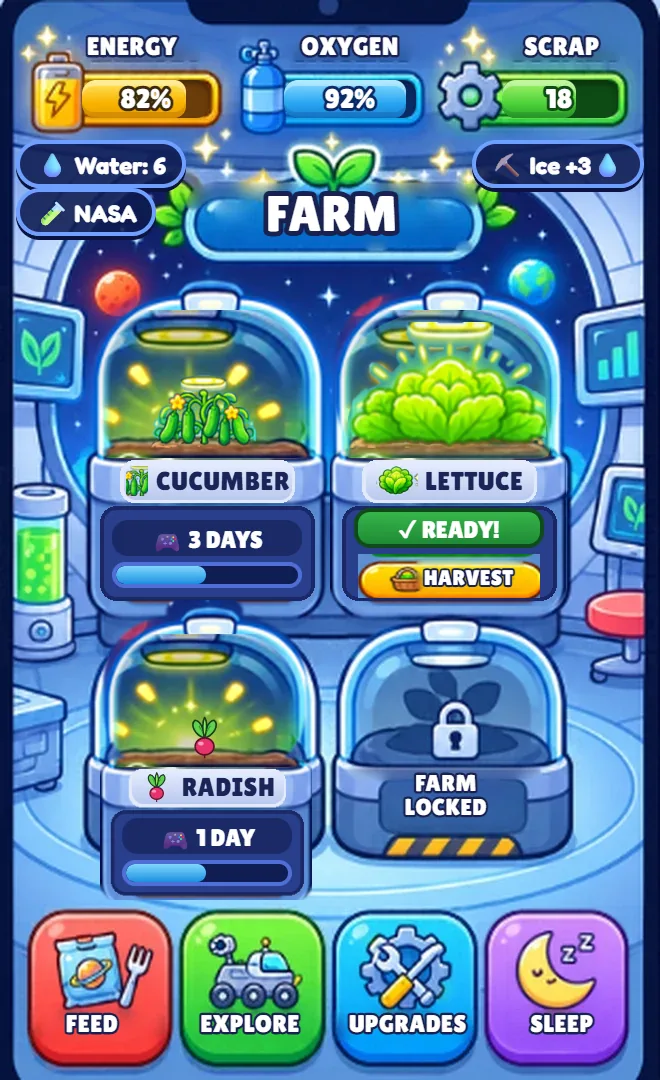 ENERGY
OXYGEN
SCRAP
82%
92%
18
Water: 6
Ice +3
NASA
FARM
CUCUMBER
LETTUCE
3 DAYS
✓ READY!
HARVEST
RADISH
1 DAY
FARM
LOCKED
FEED
EXPLORE
UPGRADES
SLEEP
z z